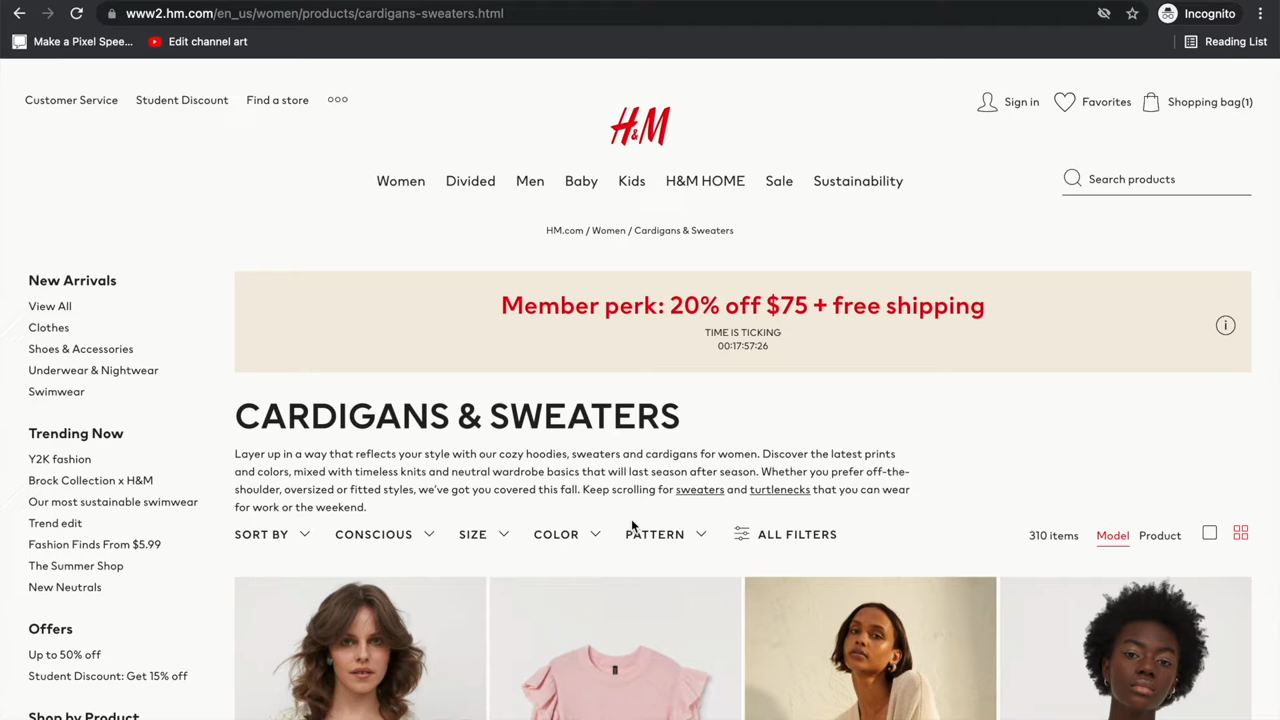 www2.hm.com/en_us/women/products/cardigans-sweaters.html
Incognito
Make a Pixel Spee...
Edit channel art
Reading List
Customer Service
Student Discount
Find a store
H&M
Sign in
Favorites
Shopping bag(1)
Women
Divided
Men
Baby
Kids
H&M HOME
Sale
Sustainability
Search products
HM.com / Women / Cardigans & Sweaters
New Arrivals
View All
Clothes
Shoes & Accessories
Underwear & Nightwear
Swimwear
Trending Now
Y2K fashion
Brock Collection x H&M
Our most sustainable swimwear
Trend edit
Fashion Finds From $5.99
The Summer Shop
New Neutrals
Offers
Up to 50% off
Student Discount: Get 15% off
Shop by Product
Member perk: 20% off $75 + free shipping
TIME IS TICKING
00:17:57:26
CARDIGANS & SWEATERS
Layer up in a way that reflects your style with our cozy hoodies, sweaters and cardigans for women. Discover the latest prints
and colors, mixed with timeless knits and neutral wardrobe basics that will last season after season. Whether you prefer off-the-
shoulder, oversized or fitted styles, we've got you covered this fall. Keep scrolling for sweaters and turtlenecks that you can wear
for work or the weekend.
SORT BY
CONSCIOUS
SIZE
COLOR
PATTERN
ALL FILTERS
310 items
Model
Product